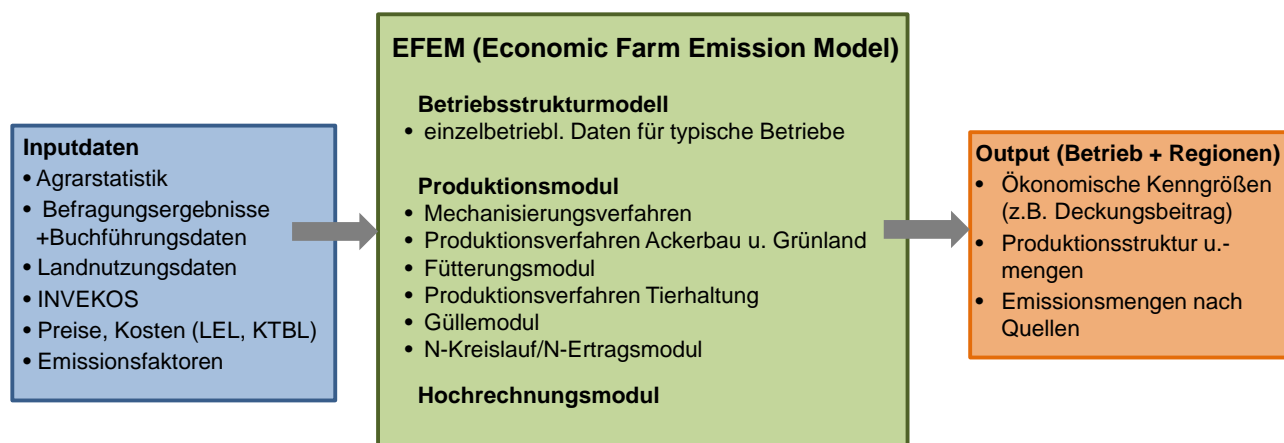 Inputdaten
• Agrarstatistik
• Befragungsergebnisse
+Buchführungsdaten
• Landnutzungsdaten
• INVEKOS
• Preise, Kosten (LEL, KTBL)
• Emissionsfaktoren
EFEM (Economic Farm Emission Model)
Betriebsstrukturmodell
• einzelbetriebl. Daten für typische Betriebe
Produktionsmodul
• Mechanisierungsverfahren
• Produktionsverfahren Ackerbau u. Grünland
• Fütterungsmodul
• Produktionsverfahren Tierhaltung
• Güllemodul
• N-Kreislauf/N-Ertragsmodul
Hochrechnungsmodul
Output (Betrieb + Regionen)
• Ökonomische Kenngrößen
(z.B. Deckungsbeitrag)
• Produktionsstruktur u.-
mengen
• Emissionsmengen nach
Quellen